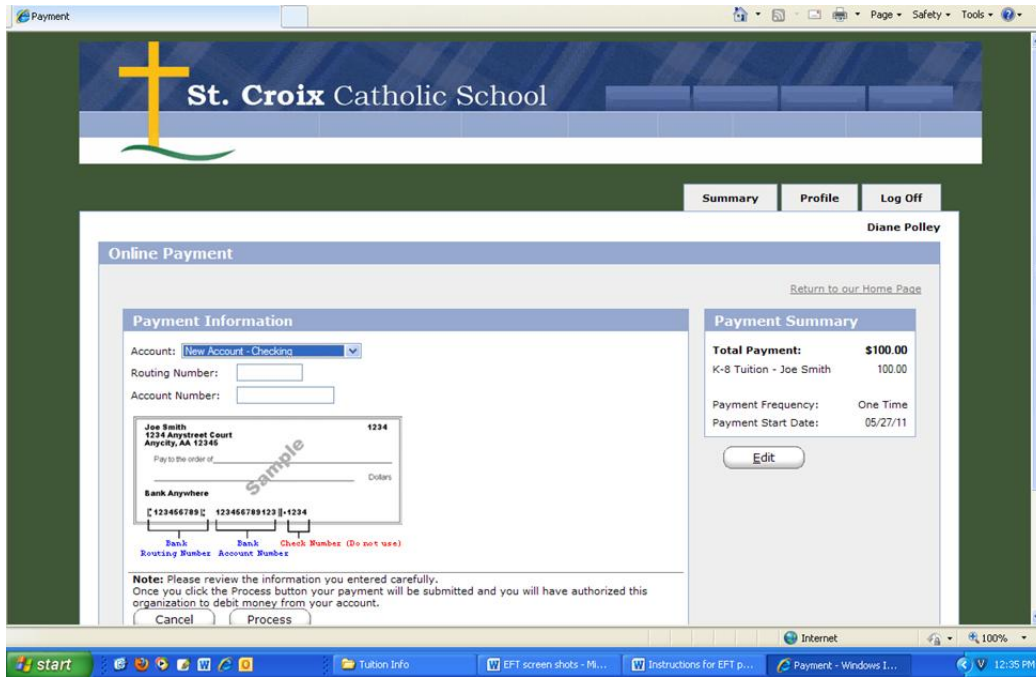 Payment
Page
Safety
Tools
St. Croix Catholic School
Summary
Profile
Log Off
Diane Polley
Online Payment
Return to our Home Page
Payment Information
Account: New Account - Checking
Routing Number:
Account Number:
Joe Smith
1234
1234 Anystreet Court
Anycity, AA 12345
Pay to the order of
Sample
Dollars
Bank Anywhere
123456789
123456789123
1234
Bank
Routing Number
Bank
Account Number
Check Number (Do not use)
Note: Please review the information you entered carefully.
Once you click the Process button your payment will be submitted and you will have authorized this
organization to debit money from your account.
Cancel
Process
Payment Summary
Total Payment: $100.00
K-8 Tuition - Joe Smith 100.00
Payment Frequency: One Time
Payment Start Date: 05/27/11
Edit
Internet
100%
start
Tuition Info
EFT screen shots - Mi...
Instructions for EFT p...
Payment - Windows I...
12:35 PM